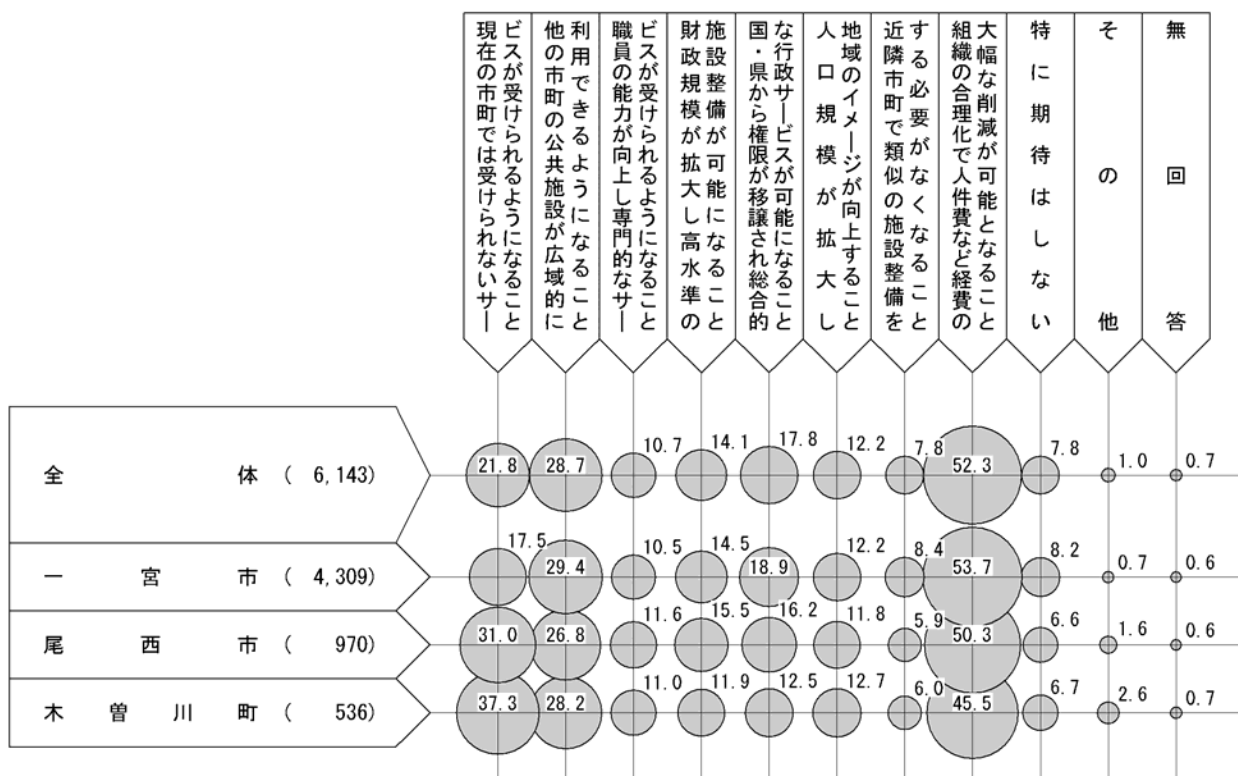 現在の市町では受けられないサー
ビスが受けられるようになること
他の市町の公共施設が広域的に
利用できるようになること
職員の能力が向上し専門的なサー
ビスが受けられるようになること
財政規模が拡大し高水準の
施設整備が可能になること
国・県から権限が移譲され総合的
な行政サービスが可能になること
人口規模が拡大し
地域のイメージが向上すること
近隣市町で類似の施設整備を
する必要がなくなること
組織の合理化で人件費など経費の
大幅な削減が可能となること
特に期待はしない
その他
無回答
全体 ( 6,143) 21.8 28.7 10.7 14.1 17.8 12.2 7.8 52.3 7.8 1.0 0.7
一宮市 ( 4,309) 17.5 29.4 10.5 14.5 18.9 12.2 8.4 53.7 8.2 0.7 0.6
尾西市 ( 970) 31.0 26.8 11.6 15.5 16.2 11.8 5.9 50.3 6.6 1.6 0.6
木曽川町 ( 536) 37.3 28.2 11.0 11.9 12.5 12.7 6.0 45.5 6.7 2.6 0.7